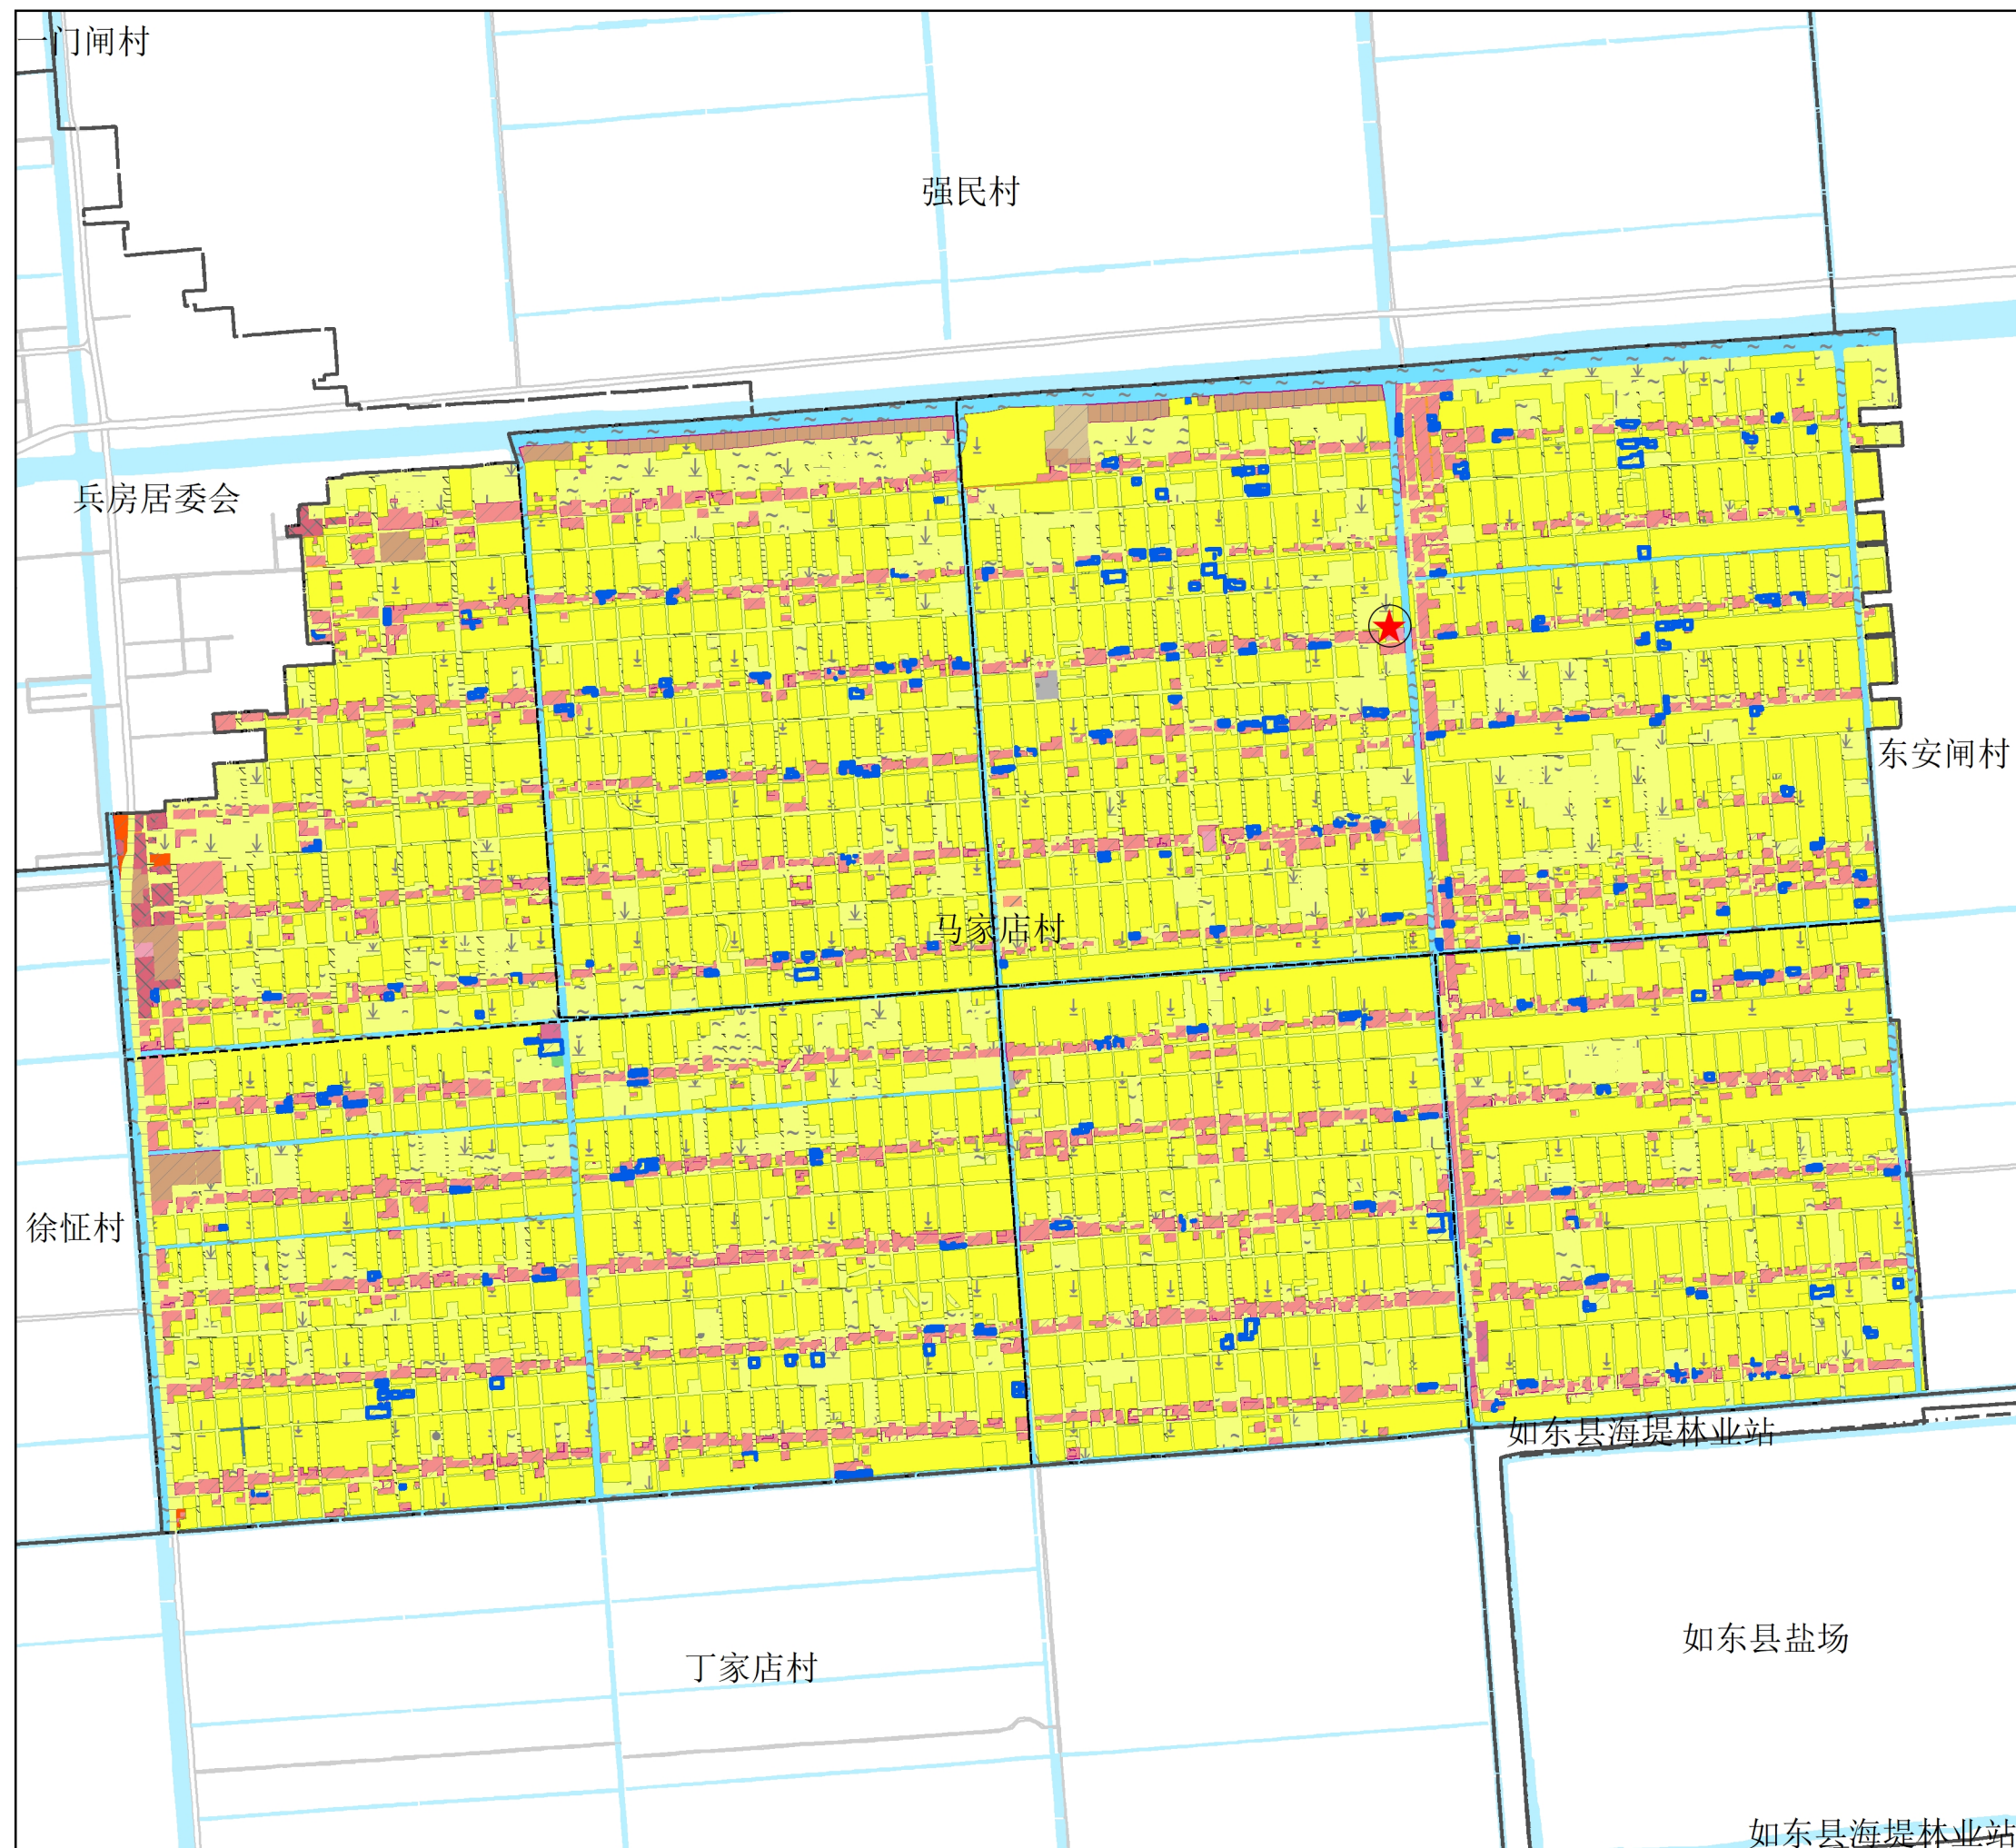 一门闸村
强民村
兵房居委会
东安闸村
马家店村
徐怔村
如东县海堤林业站
如东县盐场
丁家店村
如东县海堤林业站